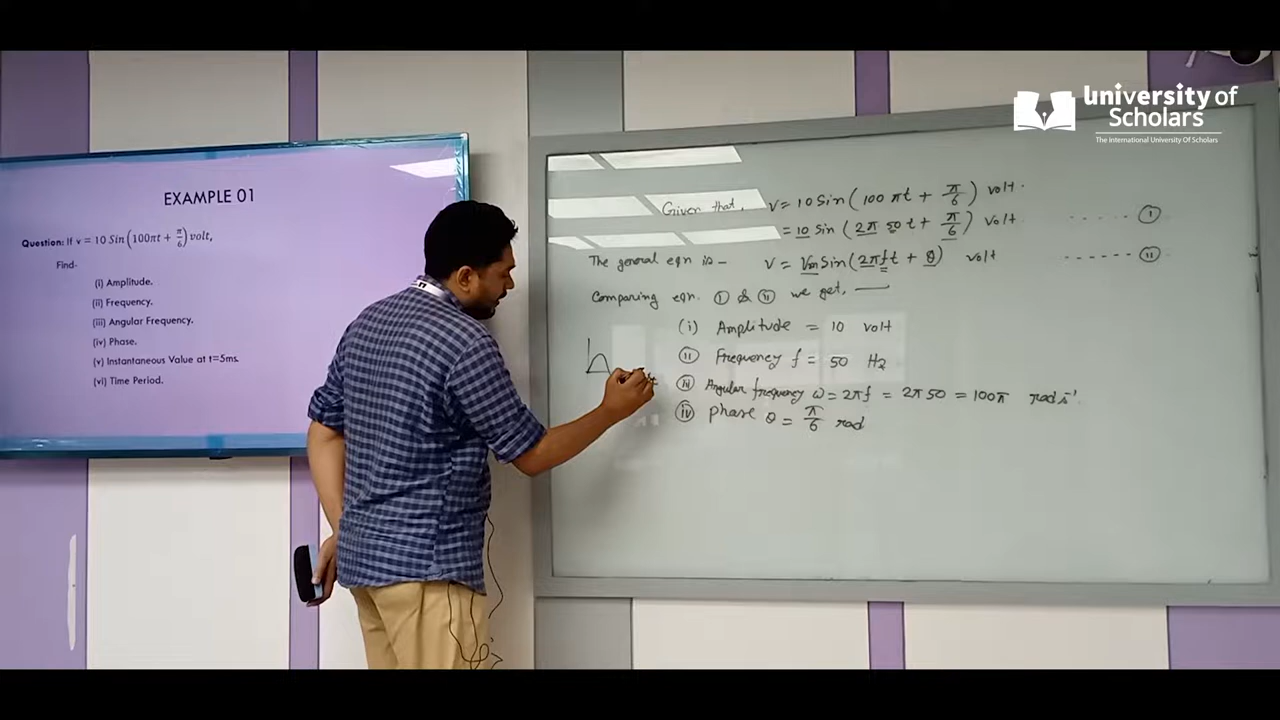 University of
Scholars
The International University Of Scholars
EXAMPLE 01
Question: If v = 10 Sin(100πt + π/6) volt,
Find-
(i) Amplitude.
(ii) Frequency.
(iii) Angular Frequency.
(iv) Phase.
(v) Instantaneous Value at t=5ms.
(vi) Time Period.
Given that, v = 10 Sin (100 πt + π/6) volt.
= 10 Sin (2π 50t + π/6) volt ..... (I)
The general eqn is – v = Vm Sin(2πft + θ) volt ------ (II)
Comparing eqn. (I) & (II) we get, —
(i) Amplitude = 10 volt
(ii) Frequency f = 50 Hz
(iii) Angular frequency ω = 2πf = 2π 50 = 100π rad s⁻¹
(iv) phase θ = π/6 rad